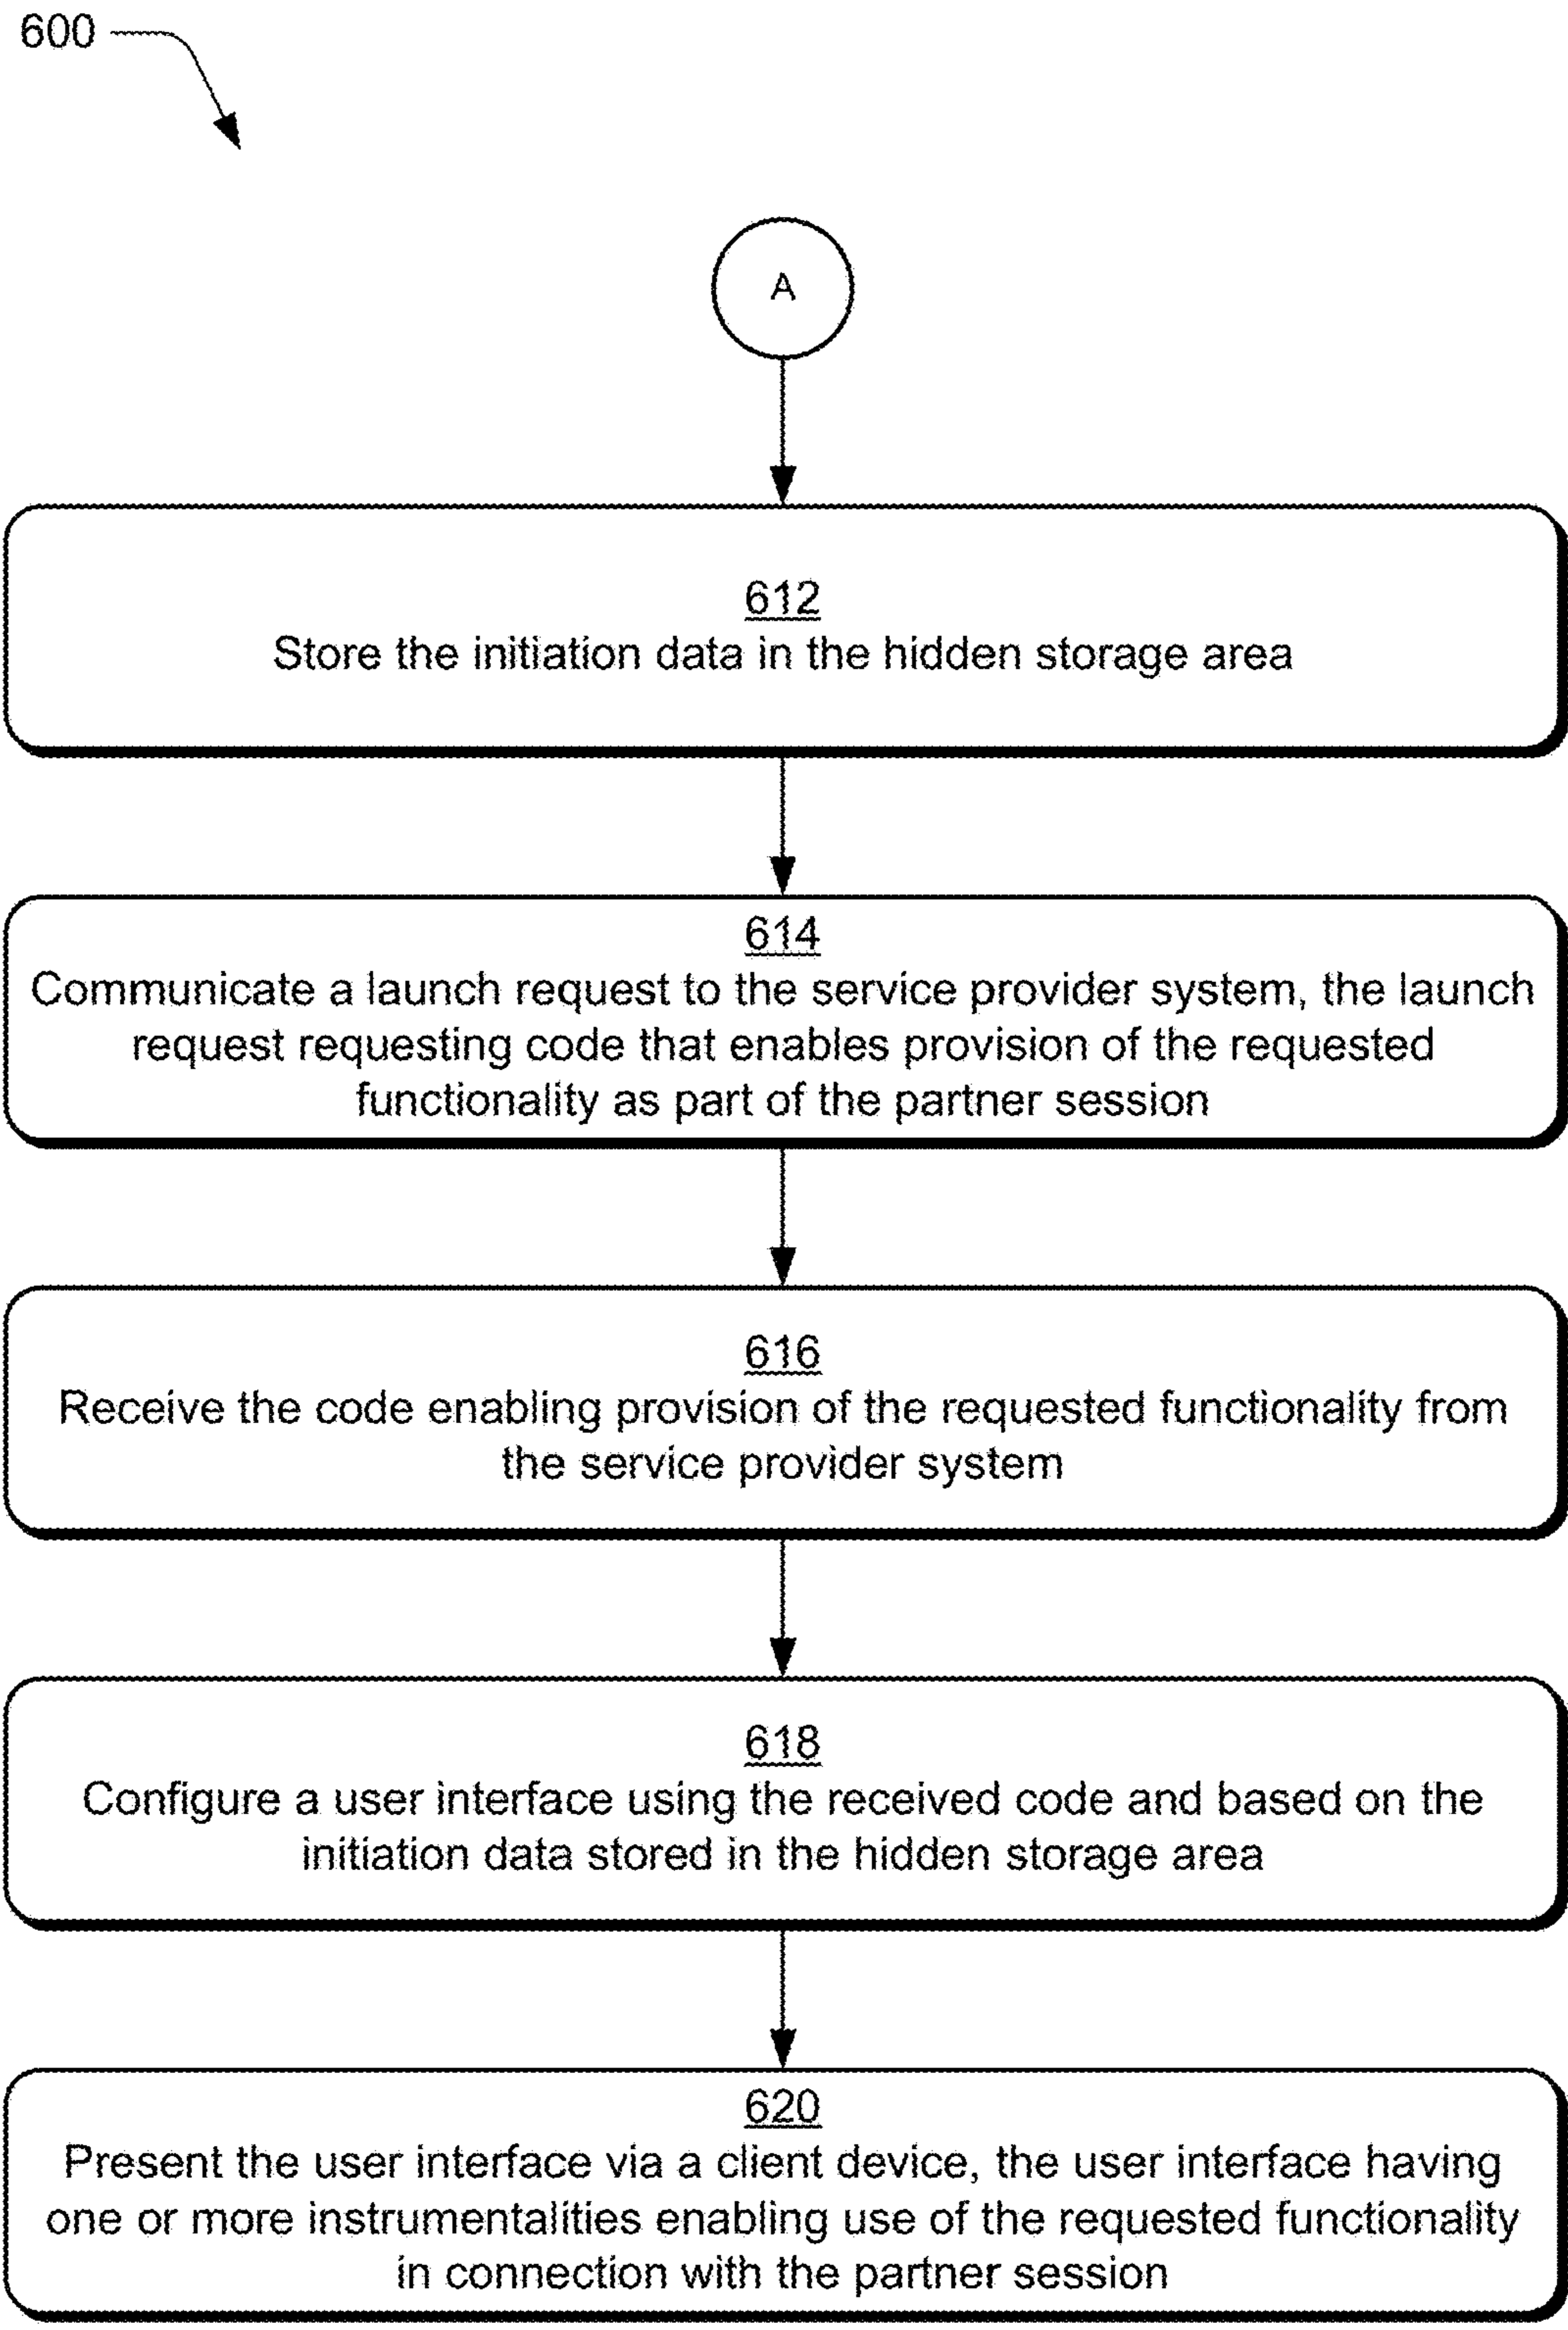 600
A
612
Store the initiation data in the hidden storage area
614
Communicate a launch request to the service provider system, the launch
request requesting code that enables provision of the requested
functionality as part of the partner session
616
Receive the code enabling provision of the requested functionality from
the service provider system
618
Configure a user interface using the received code and based on the
initiation data stored in the hidden storage area
620
Present the user interface via a client device, the user interface having
one or more instrumentalities enabling use of the requested functionality
in connection with the partner session